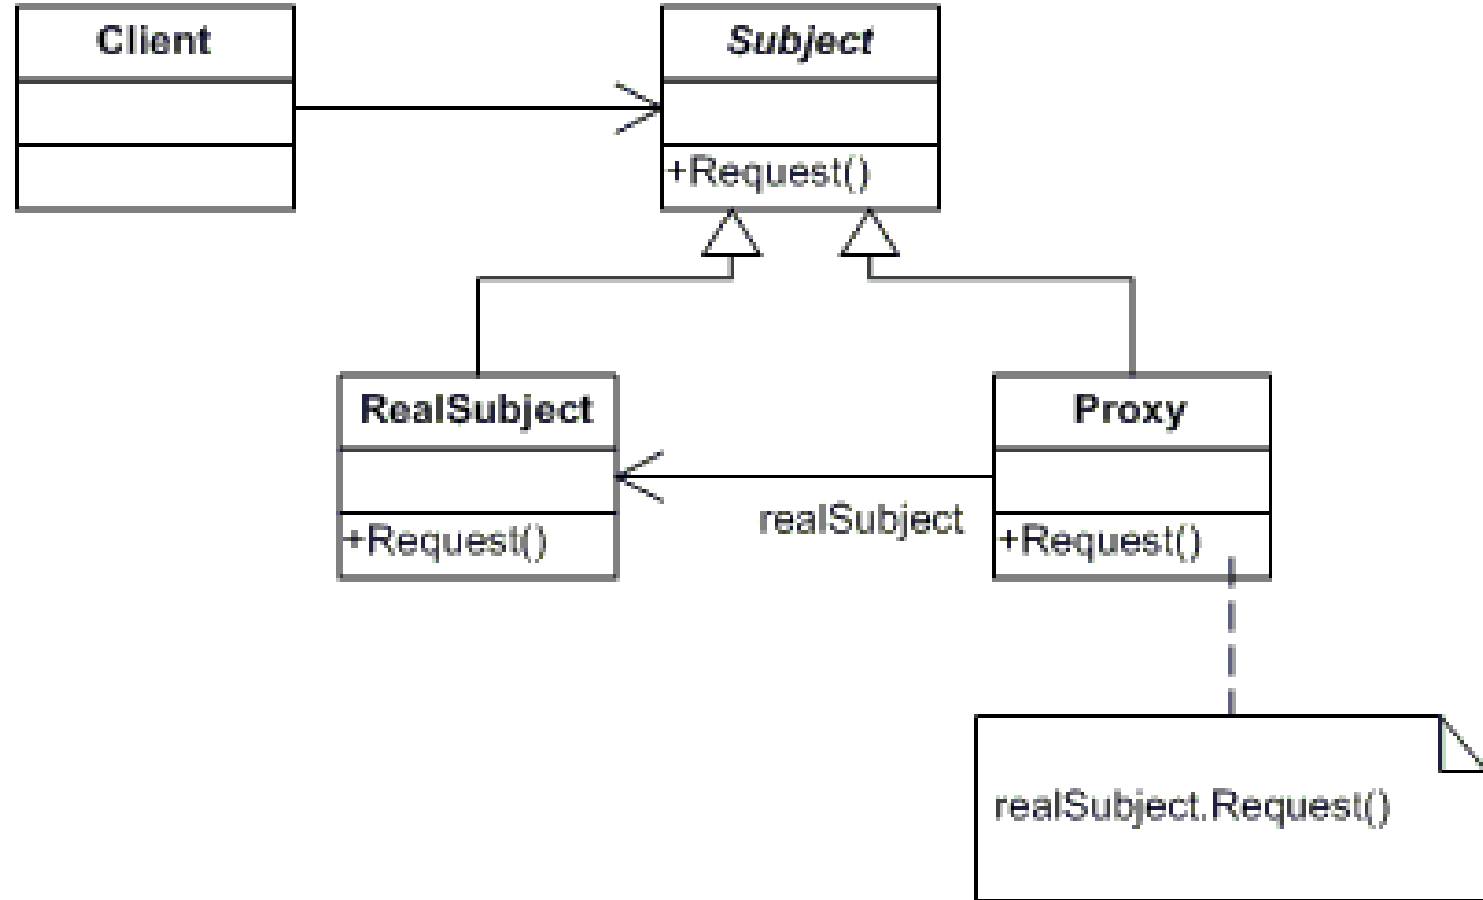 Client
Subject
+Request()
RealSubject
Proxy
realSubject
+Request()
+Request()
realSubject.Request()